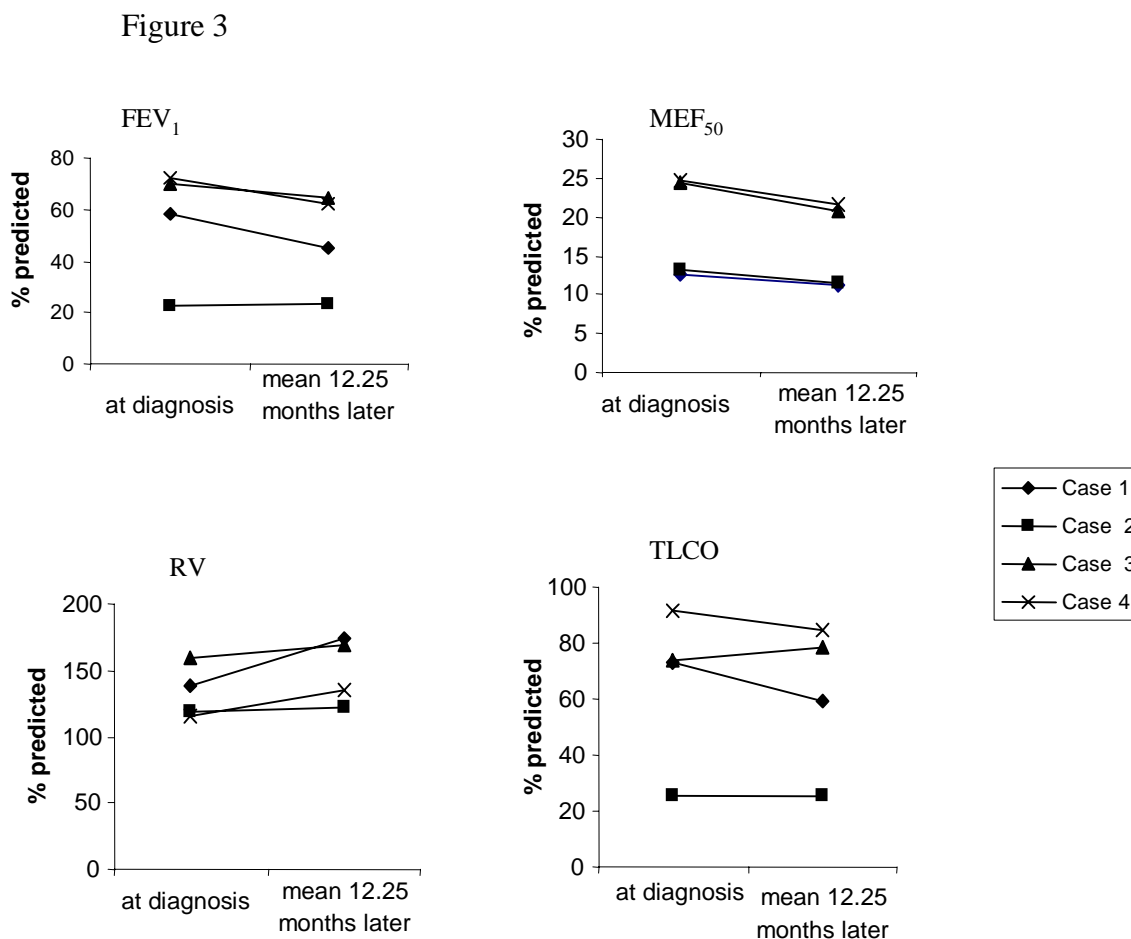 Figure 3
FEV1
% predicted
80
60
40
20
0
at diagnosis
mean 12.25
months later
MEF50
% predicted
30
25
20
15
10
5
0
at diagnosis
mean 12.25
months later
Case 1
Case 2
Case 3
Case 4
RV
% predicted
200
150
100
50
0
at diagnosis
mean 12.25
months later
TLCO
% predicted
100
80
60
40
20
0
at diagnosis
mean 12.25
months later